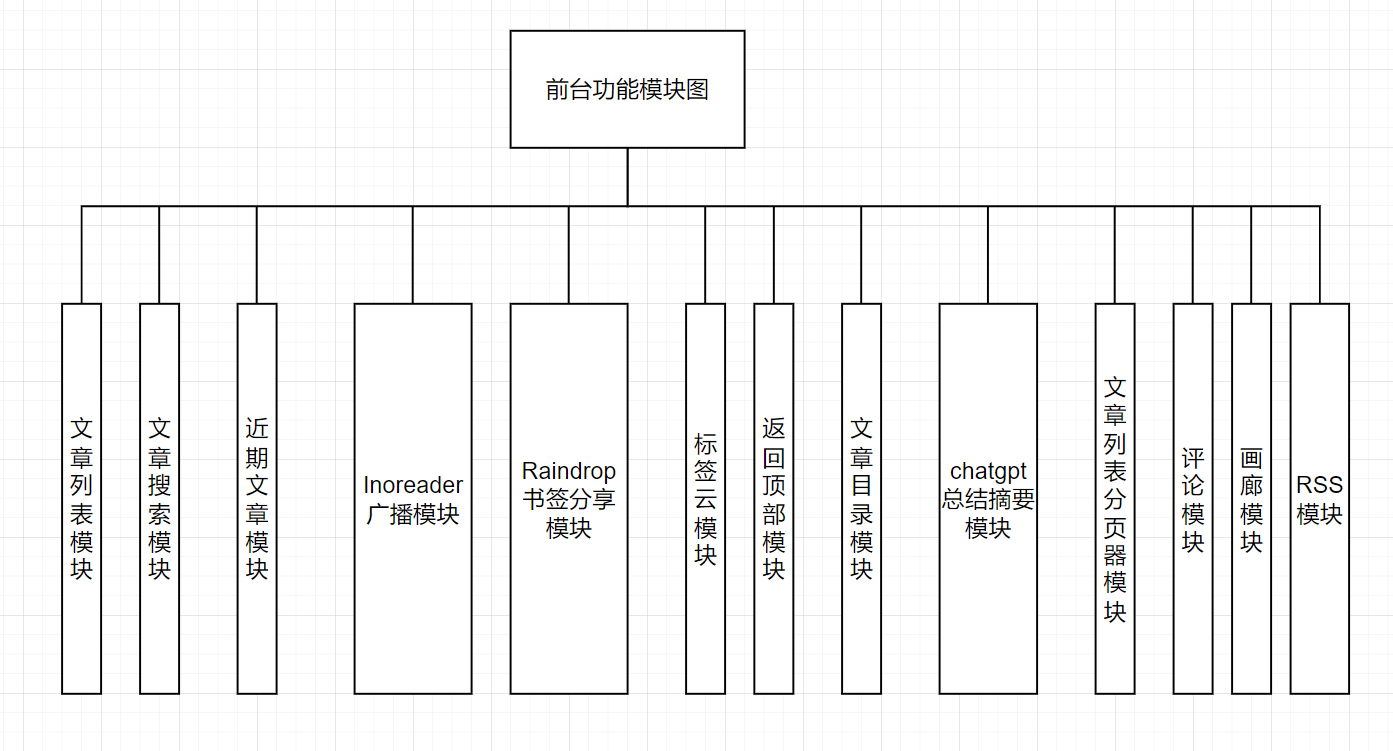 前台功能模块图
文章列表模块
文章搜索模块
近期文章模块
Inoreader
广播模块
Raindrop
书签分享
模块
标签云模块
返回顶部模块
文章目录模块
chatgpt
总结摘要
模块
文章列表分页器模块
评论模块
画廊模块
RSS
模块